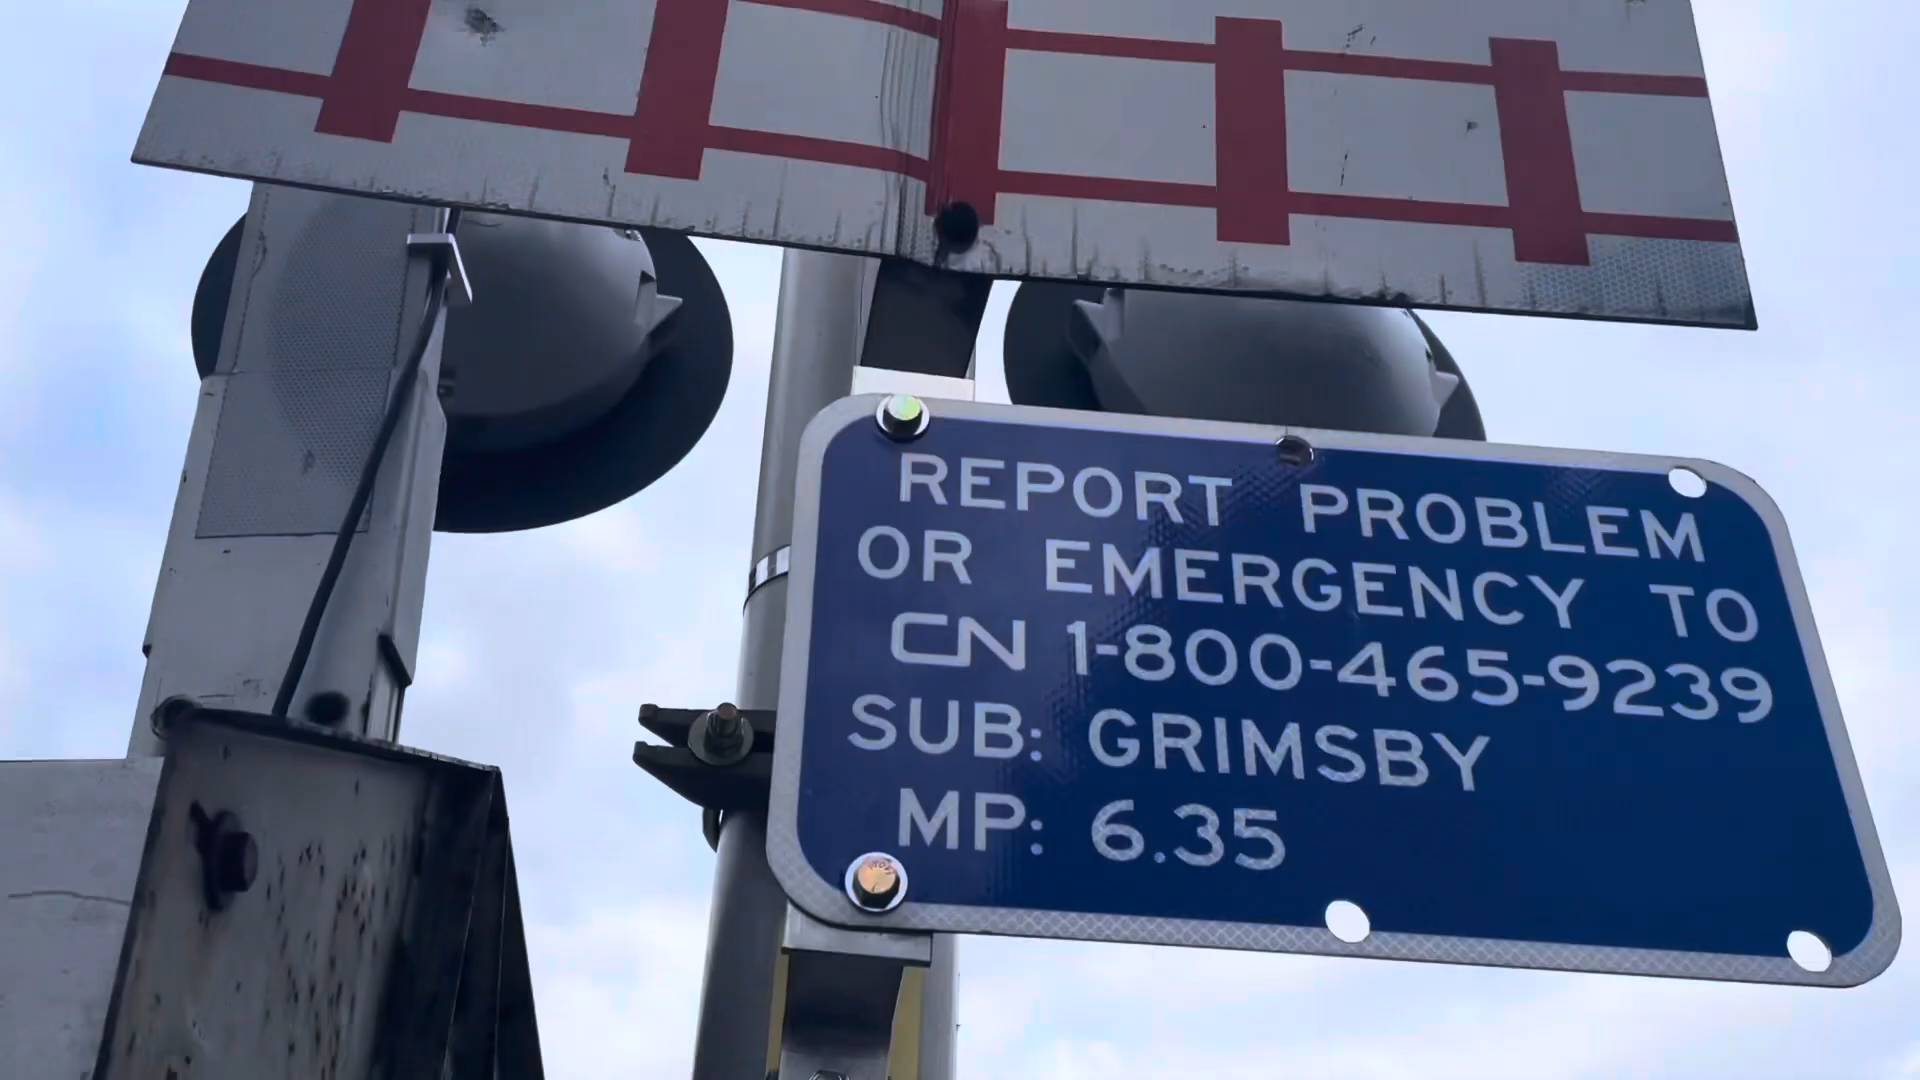 REPORT PROBLEM
OR EMERGENCY TO
CN 1-800-465-9239
SUB: GRIMSBY
MP: 6.35